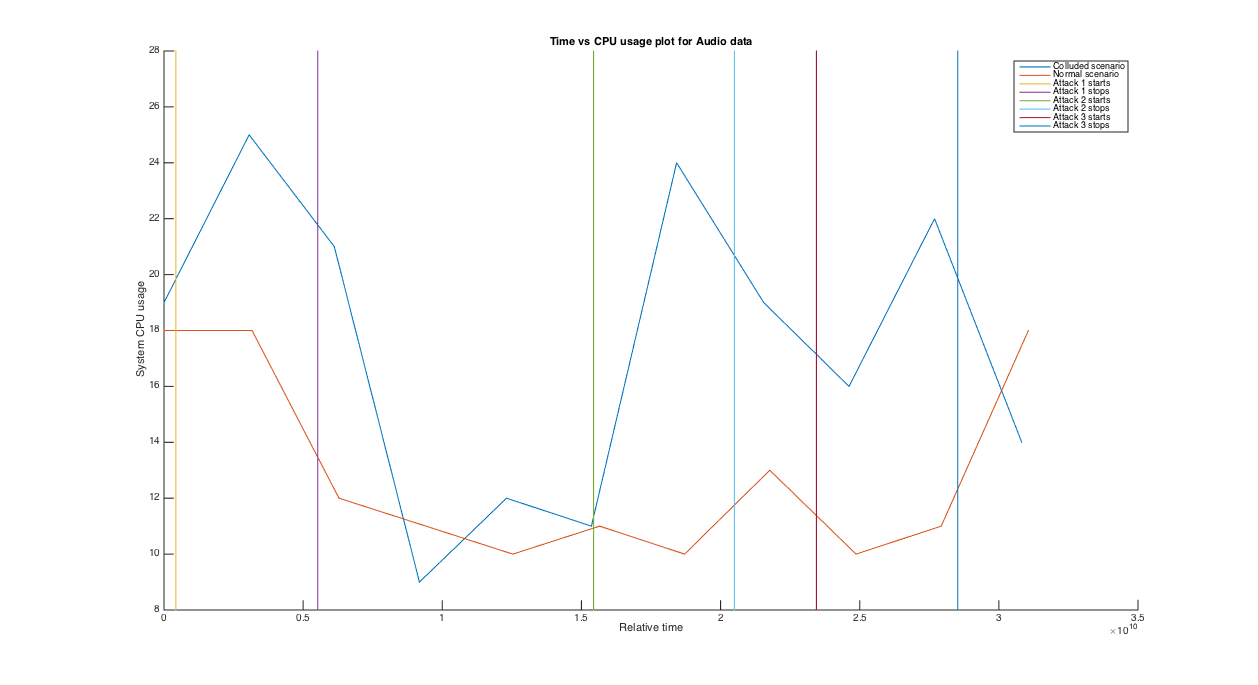 Time vs CPU usage plot for Audio data
28
26
24
22
20
18
16
14
12
10
8
System CPU usage
Colluded scenario
Normal scenario
Attack 1 starts
Attack 1 stops
Attack 2 starts
Attack 2 stops
Attack 3 starts
Attack 3 stops
0 0.5 1 1.5 2 2.5 3 3.5
Relative time
×10^10